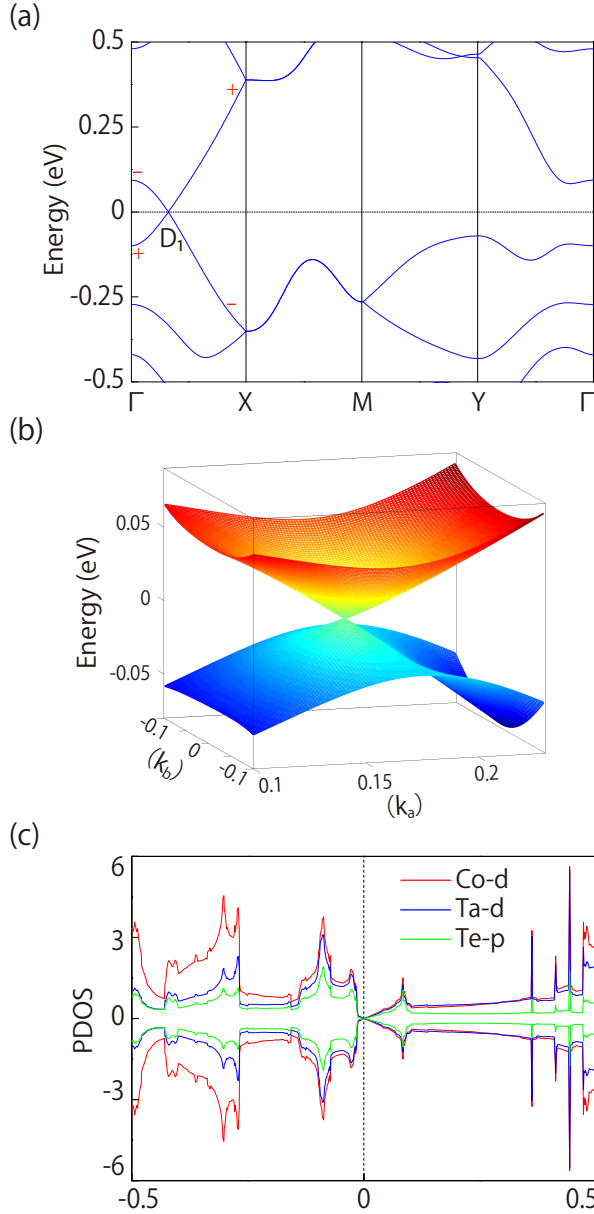 (a)
0.5
0.25
0
-0.25
-0.5
Energy (eV)
+
−
D₁
+
−
Γ X M Y Γ
(b)
0.05
0
-0.05
Energy (eV)
-0.1
0
-0.1
(k_b)
0.1
0.15
0.2
(k_a)
(c)
6
3
0
-3
-6
PDOS
Co-d
Ta-d
Te-p
-0.5 0 0.5